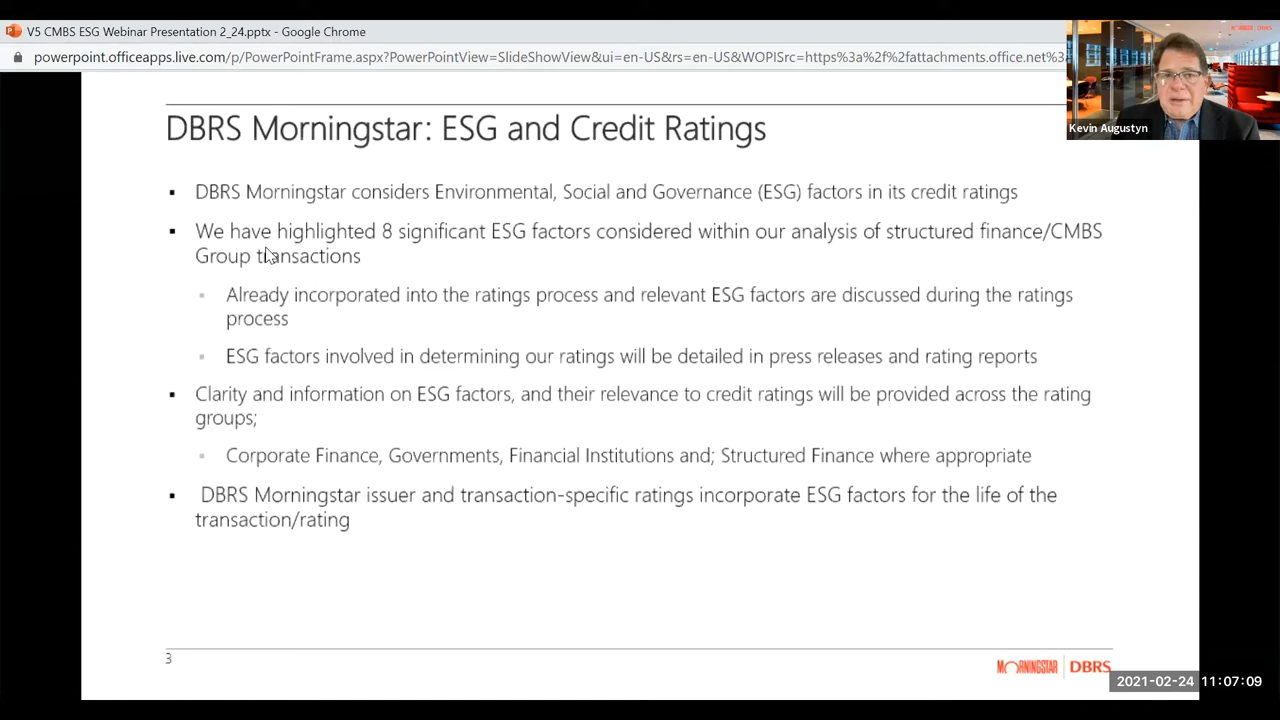 V5 CMBS ESG Webinar Presentation 2_24.pptx - Google Chrome
powerpoint.officeapps.live.com/p/PowerPointFrame.aspx?PowerPointView=SlideShowView&ui=en-US&rs=en-US&WOPISrc=https%3a%2f%2fattachments.office.net%3
Kevin Augustyn
DBRS Morningstar: ESG and Credit Ratings
▪ DBRS Morningstar considers Environmental, Social and Governance (ESG) factors in its credit ratings
▪ We have highlighted 8 significant ESG factors considered within our analysis of structured finance/CMBS
Group transactions
▪ Already incorporated into the ratings process and relevant ESG factors are discussed during the ratings
process
▪ ESG factors involved in determining our ratings will be detailed in press releases and rating reports
▪ Clarity and information on ESG factors, and their relevance to credit ratings will be provided across the rating
groups;
▪ Corporate Finance, Governments, Financial Institutions and; Structured Finance where appropriate
▪ DBRS Morningstar issuer and transaction-specific ratings incorporate ESG factors for the life of the
transaction/rating
3
MORNINGSTAR | DBRS
2021-02-24 11:07:09